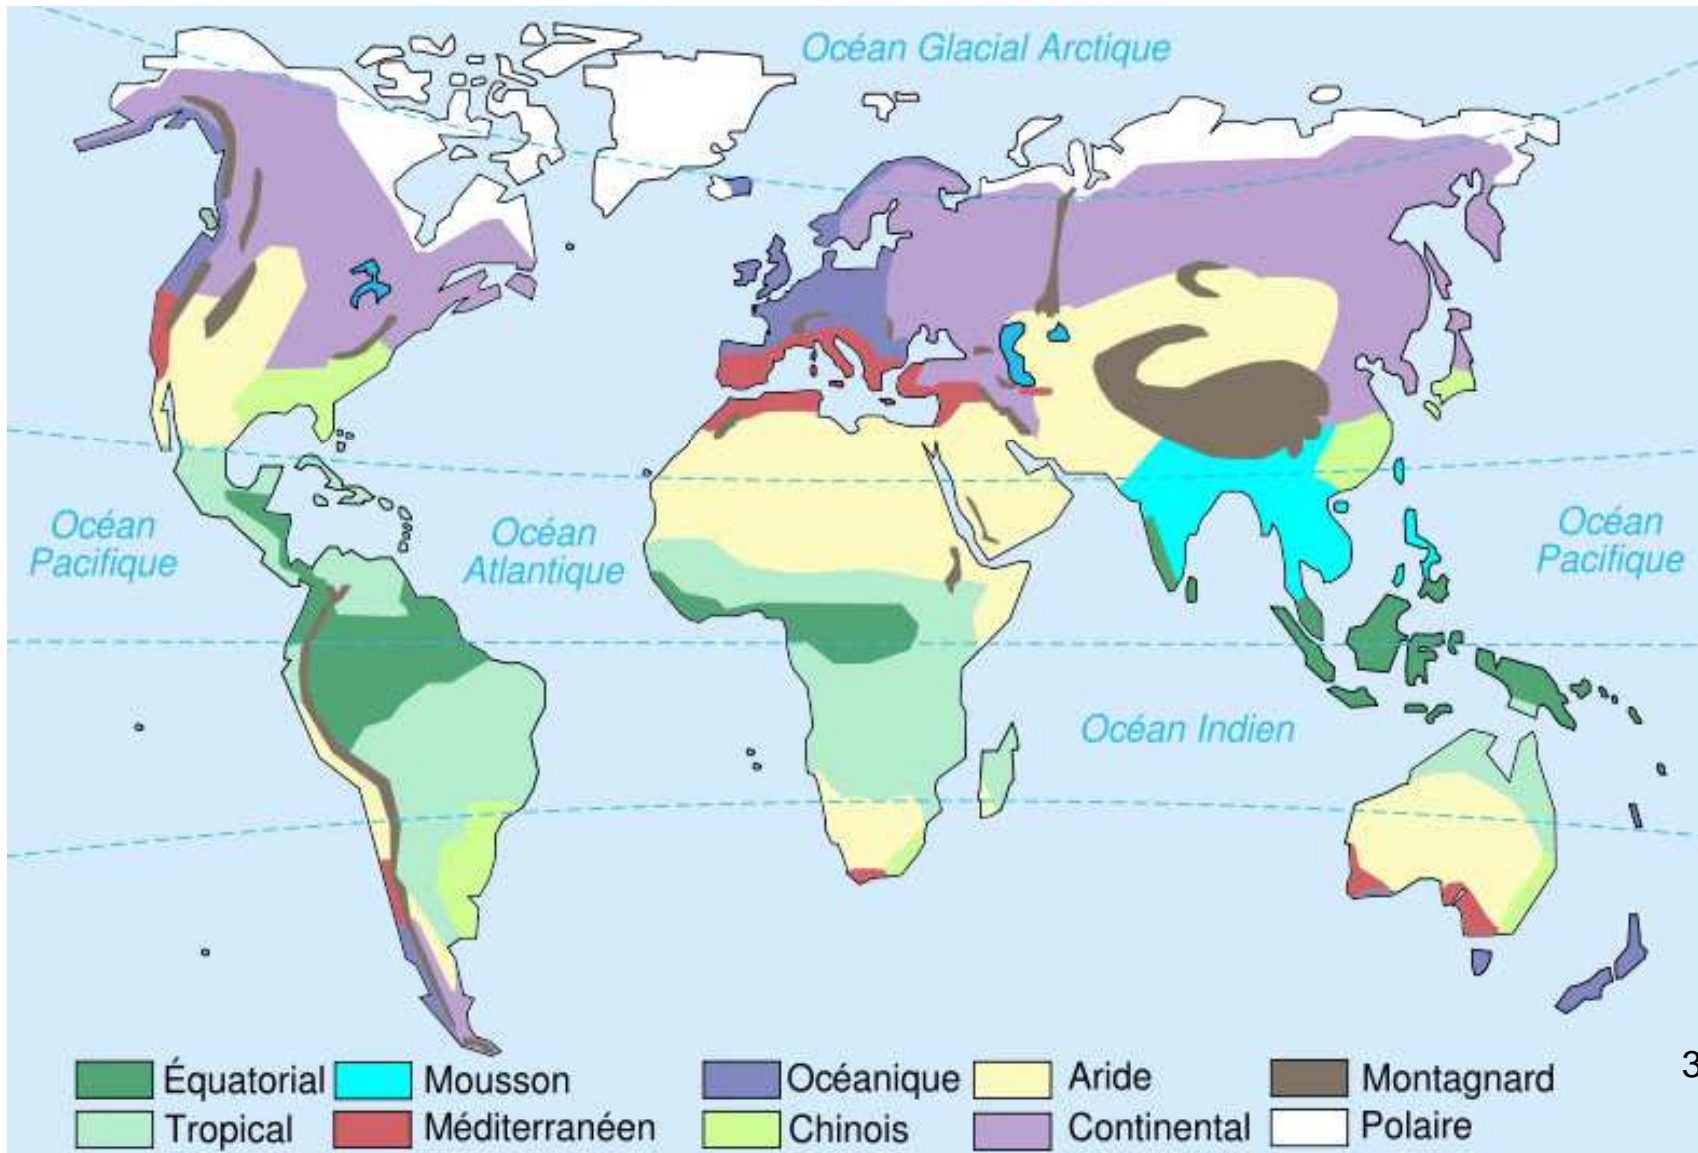 Océan Glacial Arctique
Océan
Pacifique
Océan
Atlantique
Océan
Pacifique
Océan Indien
Équatorial
Mousson
Océanique
Aride
Montagnard
Tropical
Méditerranéen
Chinois
Continental
Polaire
3